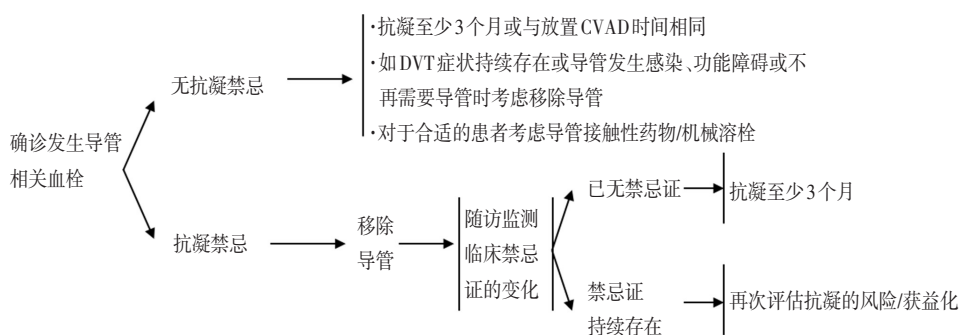 ·抗凝至少3个月或与放置CVAD时间相同
·如DVT症状持续存在或导管发生感染、功能障碍或不
再需要导管时考虑移除导管
·对于合适的患者考虑导管接触性药物/机械溶栓
无抗凝禁忌
确诊发生导管
相关血栓
抗凝禁忌
移除
导管
随访监测
临床禁忌
证的变化
已无禁忌证
抗凝至少3个月
禁忌证
持续存在
再次评估抗凝的风险/获益化